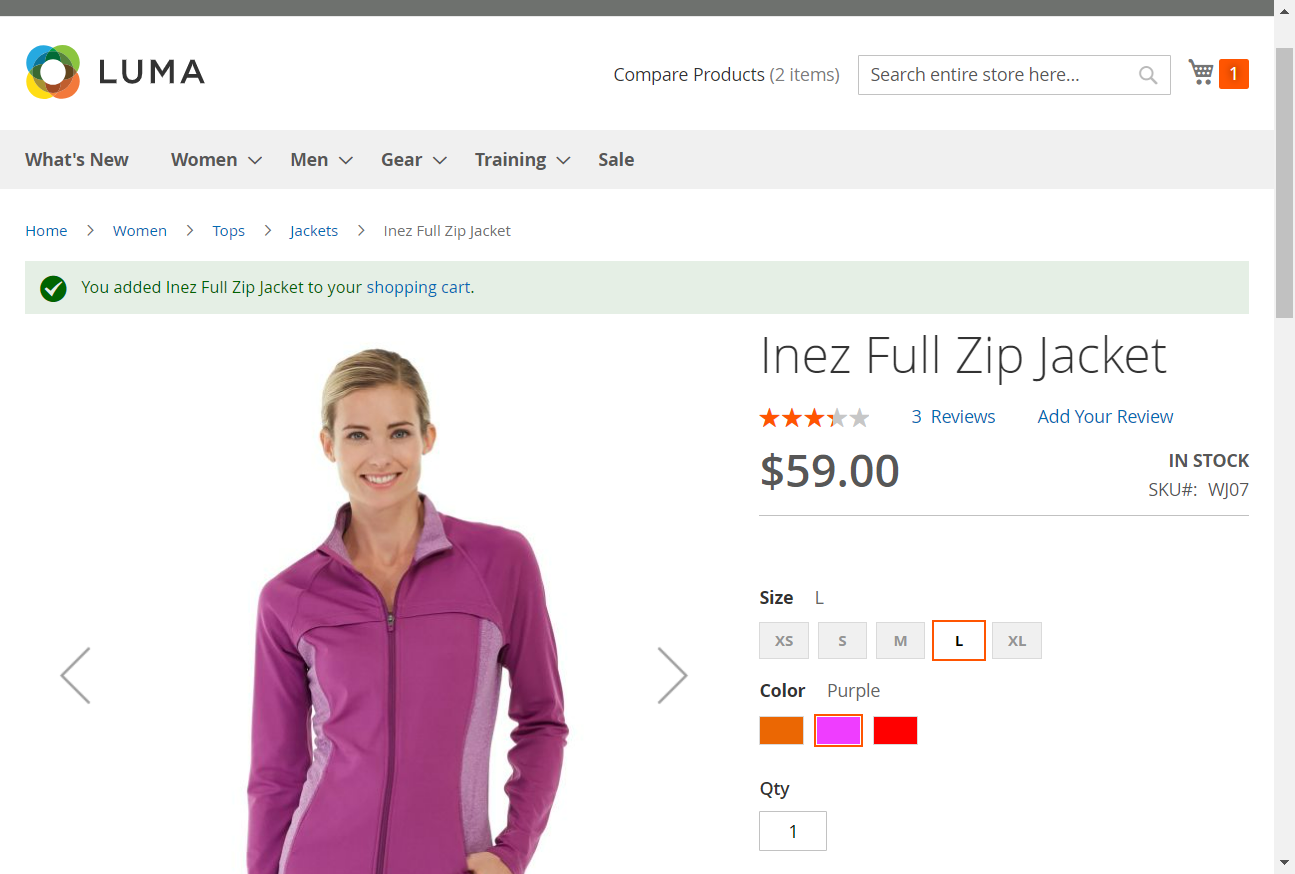 LUMA
Compare Products (2 items)
Search entire store here...
1
What's New
Women
Men
Gear
Training
Sale
Home
Women
Tops
Jackets
Inez Full Zip Jacket
You added Inez Full Zip Jacket to your shopping cart.
Inez Full Zip Jacket
3 Reviews
Add Your Review
$59.00
IN STOCK
SKU#: WJ07
Size L
XS
S
M
L
XL
Color Purple
Qty
1